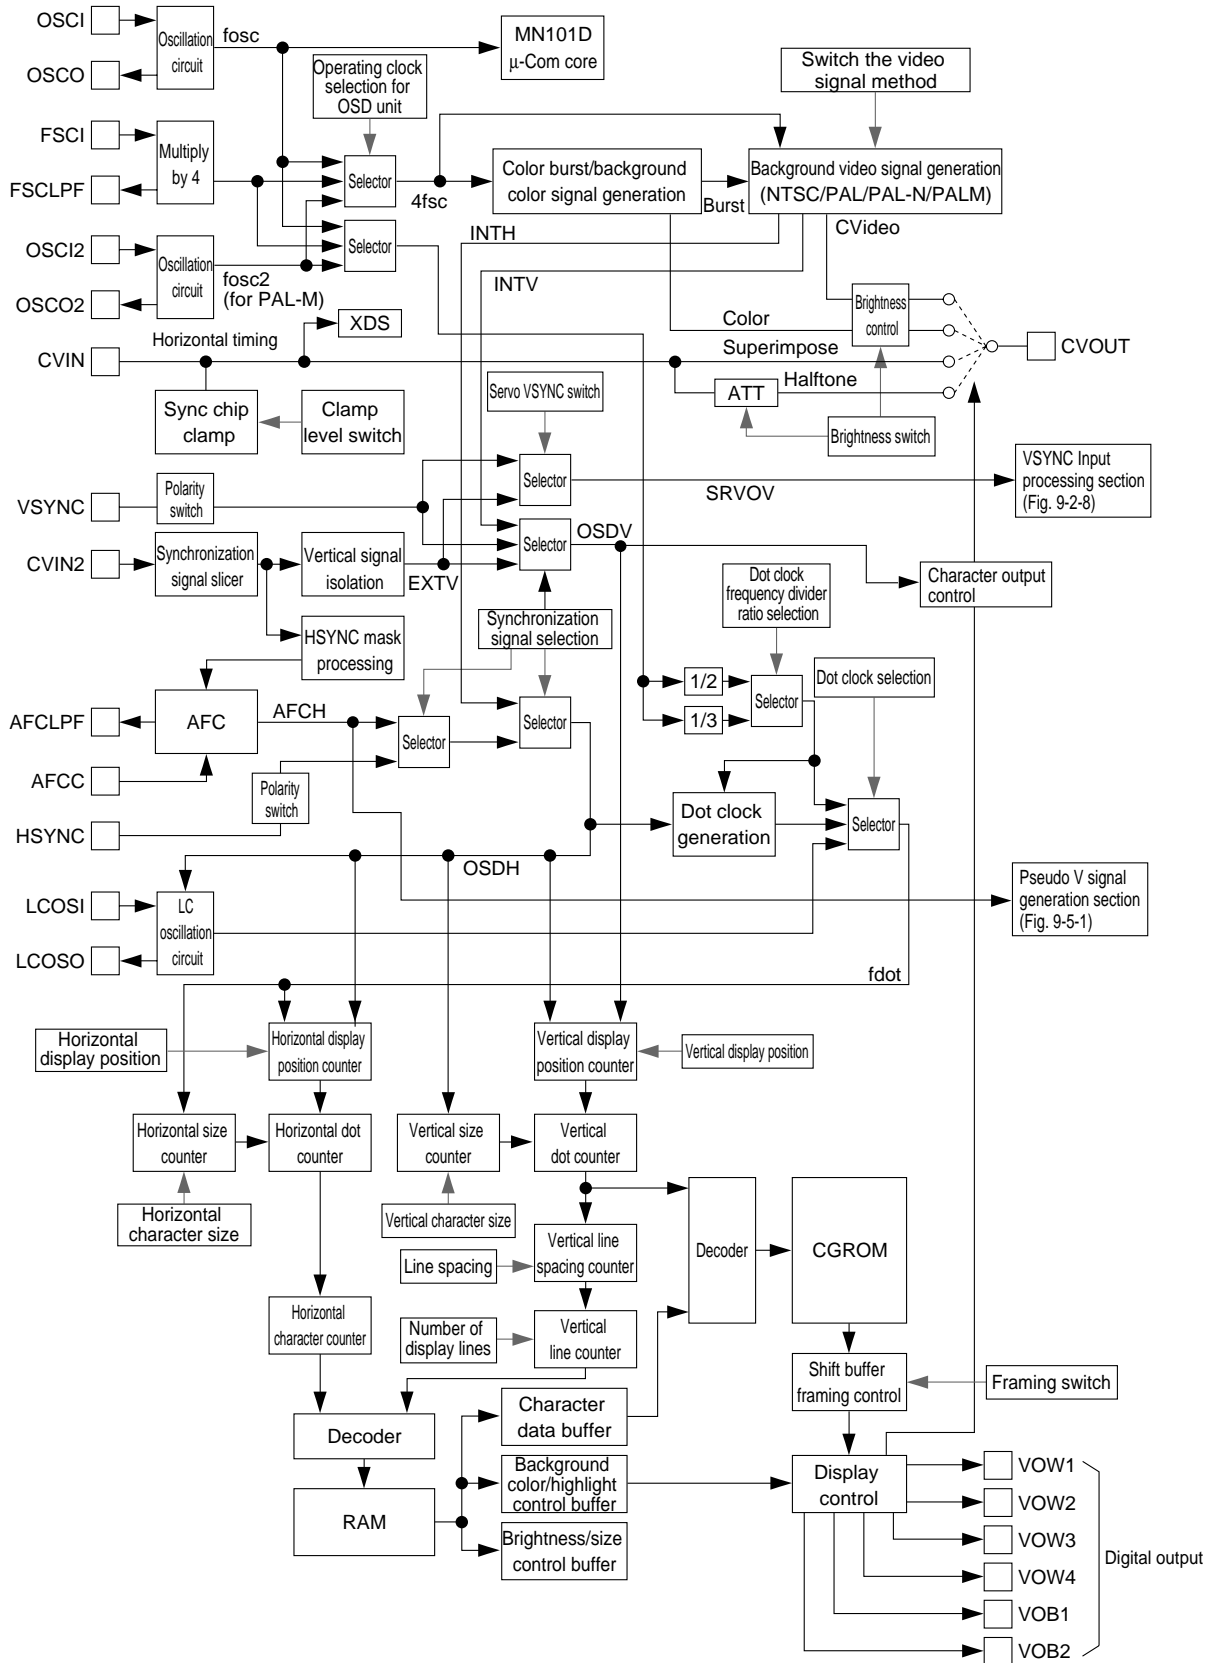 OSCI
OSCO
Oscillation
circuit
fosc
MN101D
μ-Com core
Operating clock
selection for
OSD unit
Switch the video
signal method
FSCI
FSCLPF
Multiply
by 4
Selector
4fsc
Color burst/background
color signal generation
Burst
Background video signal generation
(NTSC/PAL/PAL-N/PALM)
CVideo
OSCI2
OSCO2
Oscillation
circuit
fosc2
(for PAL-M)
Selector
INTH
INTV
Brightness
control
Color
Superimpose
Halftone
CVOUT
XDS
Horizontal timing
CVIN
ATT
Brightness switch
Sync chip
clamp
Clamp
level switch
Servo VSYNC switch
Selector
SRVOV
VSYNC Input
processing section
(Fig. 9-2-8)
VSYNC
Polarity
switch
CVIN2
Synchronization
signal slicer
Vertical signal
isolation
EXTV
Selector
OSDV
Character output
control
Dot clock
frequency divider
ratio selection
Synchronization
signal selection
HSYNC mask
processing
Dot clock selection
1/2
1/3
Selector
AFCLPF
AFC
AFCH
Selector
Selector
AFCC
Polarity
switch
HSYNC
Dot clock
generation
Selector
OSDH
LCOSI
LCOSO
LC
oscillation
circuit
Pseudo V signal
generation section
(Fig. 9-5-1)
fdot
Horizontal
display position
Horizontal display
position counter
Vertical display
position counter
Vertical display position
Horizontal size
counter
Horizontal dot
counter
Vertical size
counter
Vertical
dot counter
Horizontal
character size
Vertical character size
Line spacing
Vertical line
spacing counter
Decoder
CGROM
Horizontal
character counter
Number of
display lines
Vertical
line counter
Shift buffer
framing control
Framing switch
Decoder
Character
data buffer
RAM
Background
color/highlight
control buffer
Brightness/size
control buffer
Display
control
VOW1
VOW2
VOW3
VOW4
VOB1
VOB2
Digital output